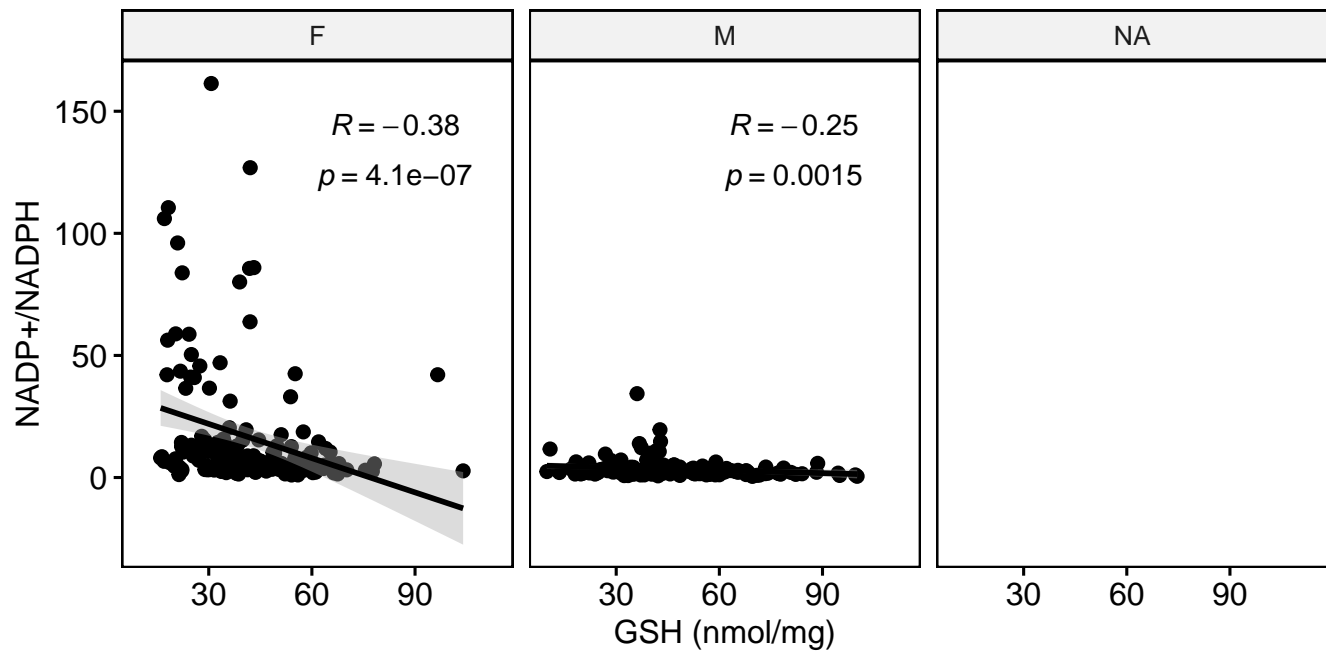 F
M
NA
R = −0.38
p = 4.1e−07
R = −0.25
p = 0.0015
NADP+/NADPH
150
100
50
0
30 60 90
30 60 90
30 60 90
GSH (nmol/mg)